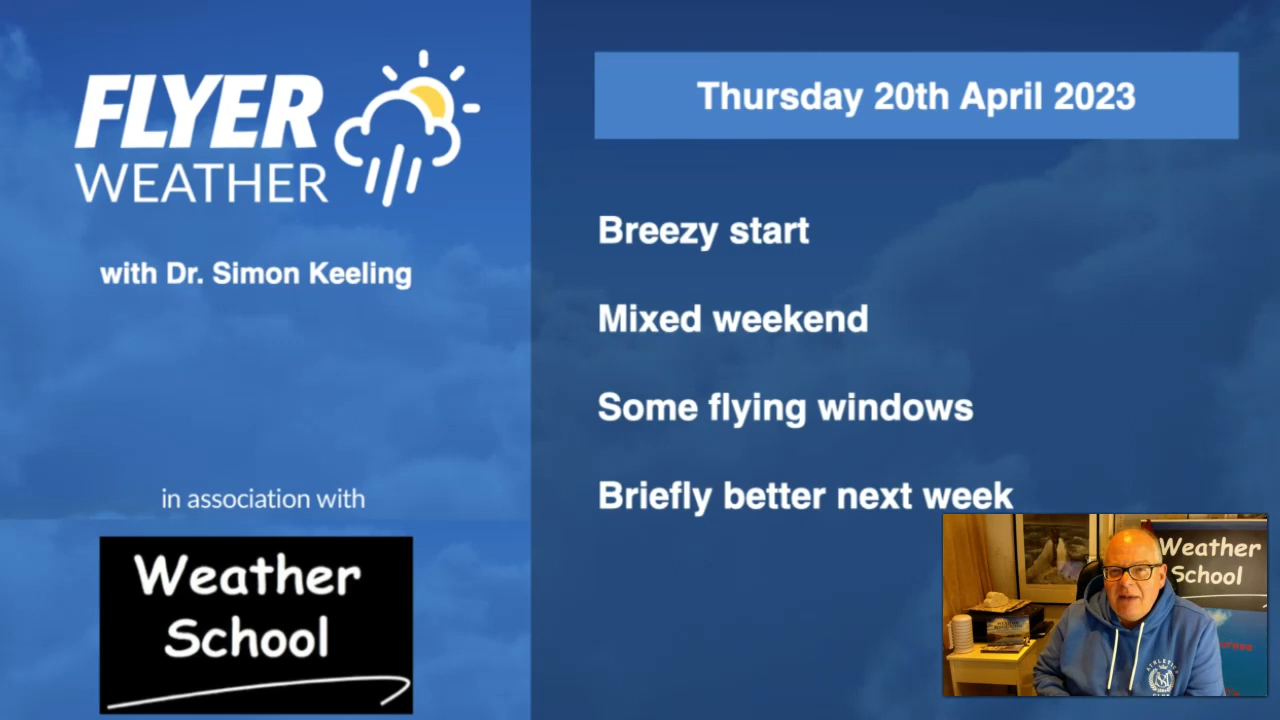 FLYER
WEATHER
with Dr. Simon Keeling
in association with
Weather
School
Thursday 20th April 2023
Breezy start
Mixed weekend
Some flying windows
Briefly better next week
Weather
School